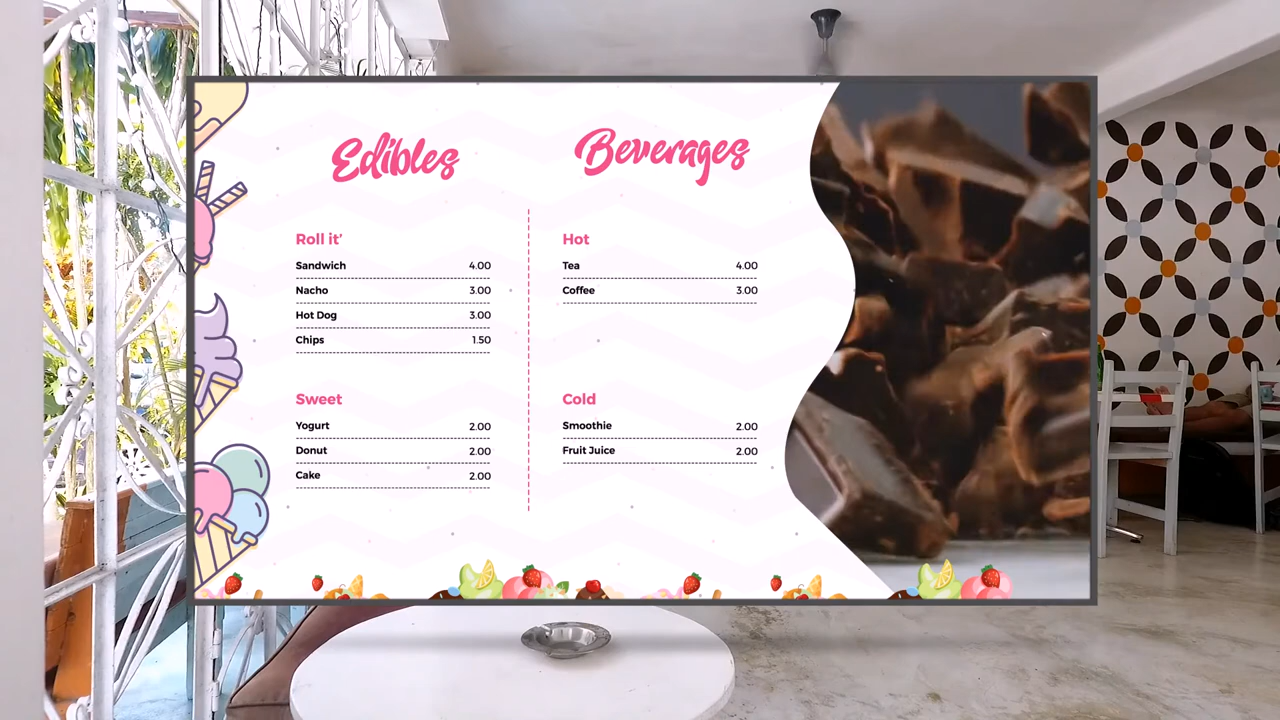 Edibles
Roll it'
Sandwich 4.00
Nacho 3.00
Hot Dog 3.00
Chips 1.50
Sweet
Yogurt 2.00
Donut 2.00
Cake 2.00
Beverages
Hot
Tea 4.00
Coffee 3.00
Cold
Smoothie 2.00
Fruit Juice 2.00